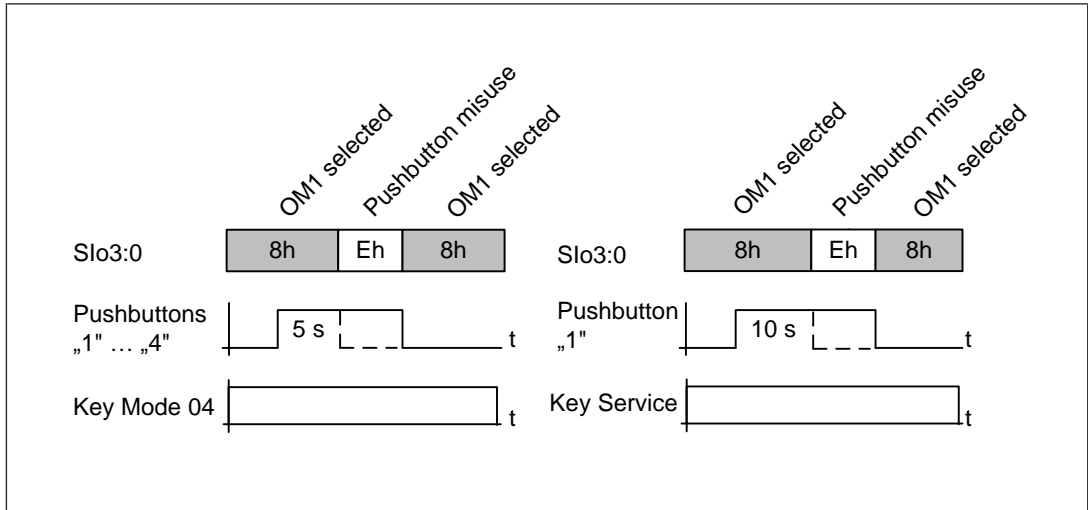 OM1 selected
Pushbutton misuse
OM1 selected
SIo3:0
8h
Eh
8h
Pushbuttons
„1" … „4"
5 s
t
Key Mode 04
t
OM1 selected
Pushbutton misuse
OM1 selected
SIo3:0
8h
Eh
8h
Pushbutton
„1"
10 s
t
Key Service
t